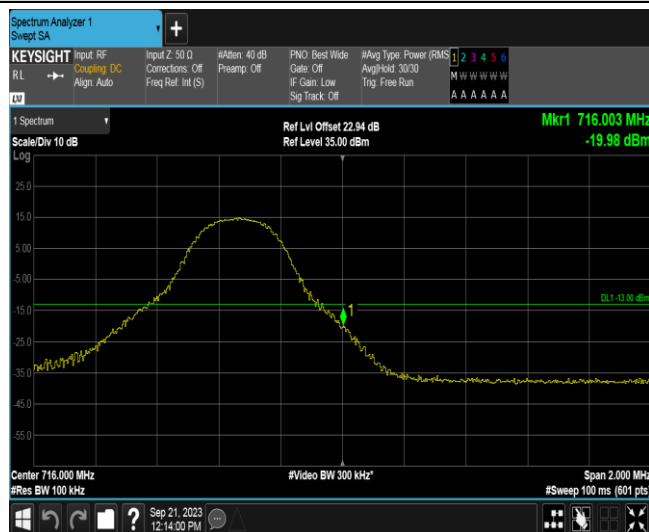 Spectrum Analyzer 1
Swept SA
+
KEYSIGHT
RL
LXI
Input: RF
Coupling: DC
Align: Auto
Input Z: 50 Ω
Corrections: Off
Freq Ref: Int (S)
#Atten: 40 dB
Preamp: Off
PNO: Best Wide
Gate: Off
IF Gain: Low
Sig Track: Off
#Avg Type: Power (RMS
Avg|Hold: 30/30
Trig: Free Run
1 2 3 4 5 6
M W W W W W
A A A A A A
1 Spectrum
Scale/Div 10 dB
Log
Ref Lvl Offset 22.94 dB
Ref Level 35.00 dBm
Mkr1 716.003 MHz
-19.98 dBm
25.0
15.0
5.00
-5.00
DL1 -13.00 dBm
1
-15.0
-25.0
-35.0
-45.0
-55.0
Center 716.000 MHz
#Res BW 100 kHz
#Video BW 300 kHz*
Span 2.000 MHz
#Sweep 100 ms (601 pts)
?
Sep 21, 2023
12:14:00 PM